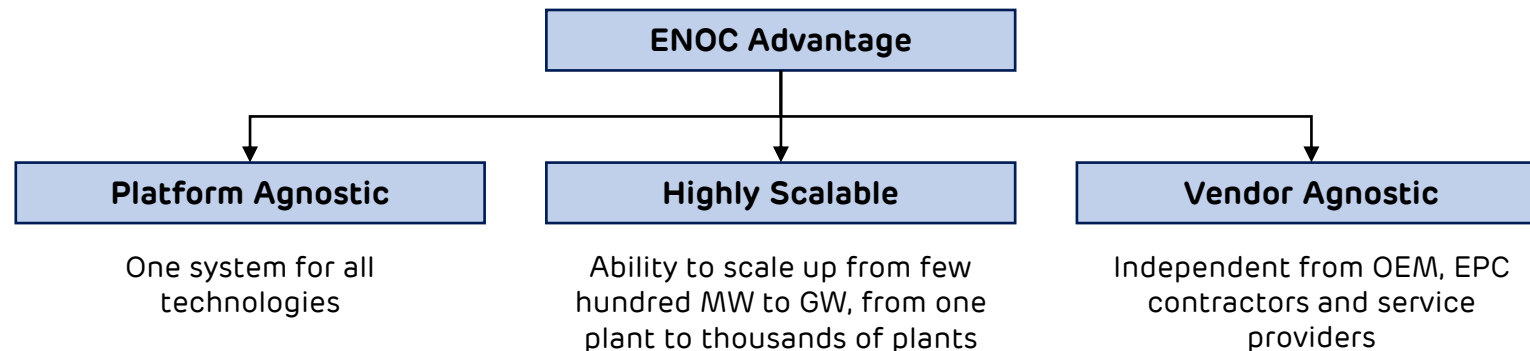 ENOC Advantage
Platform Agnostic
One system for all
technologies
Highly Scalable
Ability to scale up from few
hundred MW to GW, from one
plant to thousands of plants
Vendor Agnostic
Independent from OEM, EPC
contractors and service
providers